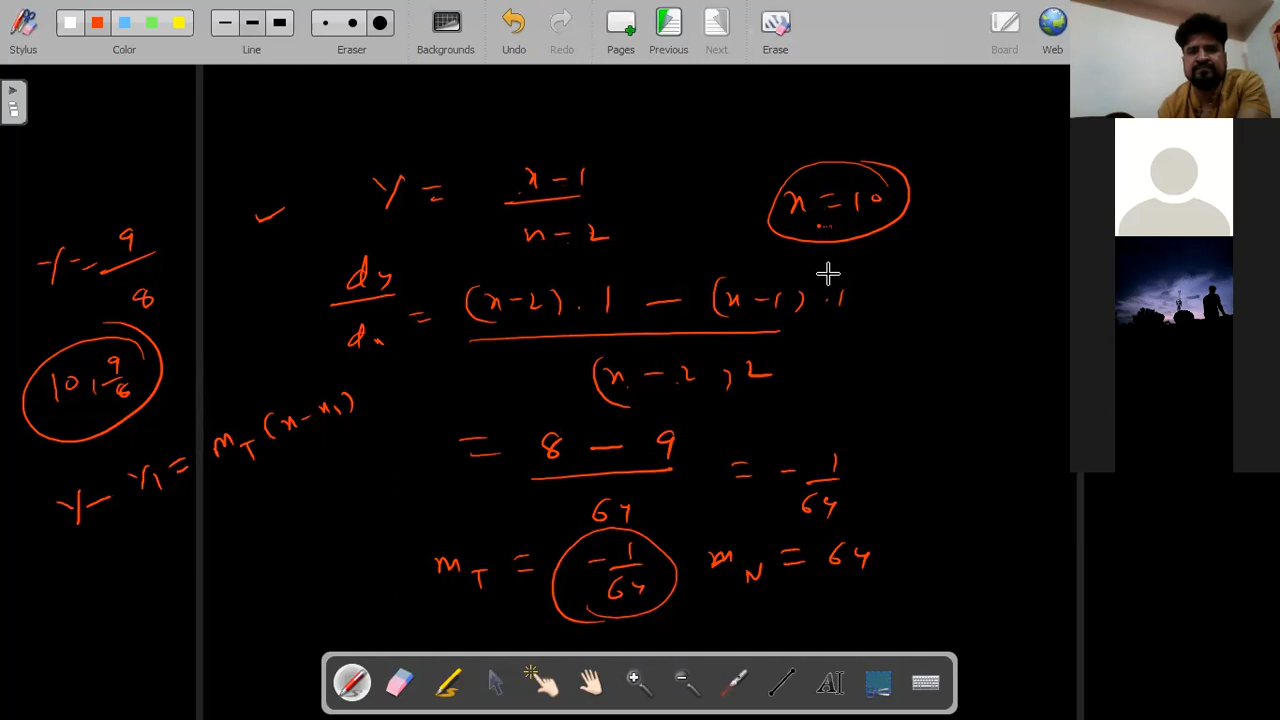 Stylus
Color
Line
Eraser
Backgrounds
Undo
Redo
Pages
Previous
Next
Erase
Board
Web
y = x-1 / x-2
x = 10
y = 9/8
dy/dx = (x-2).1 - (x-1).1 / (x-2)2
10, 9/8
y - y1 = mT(x-x1)
= 8-9 / 64 = -1/64
mT = -1/64 mN = 64
AI